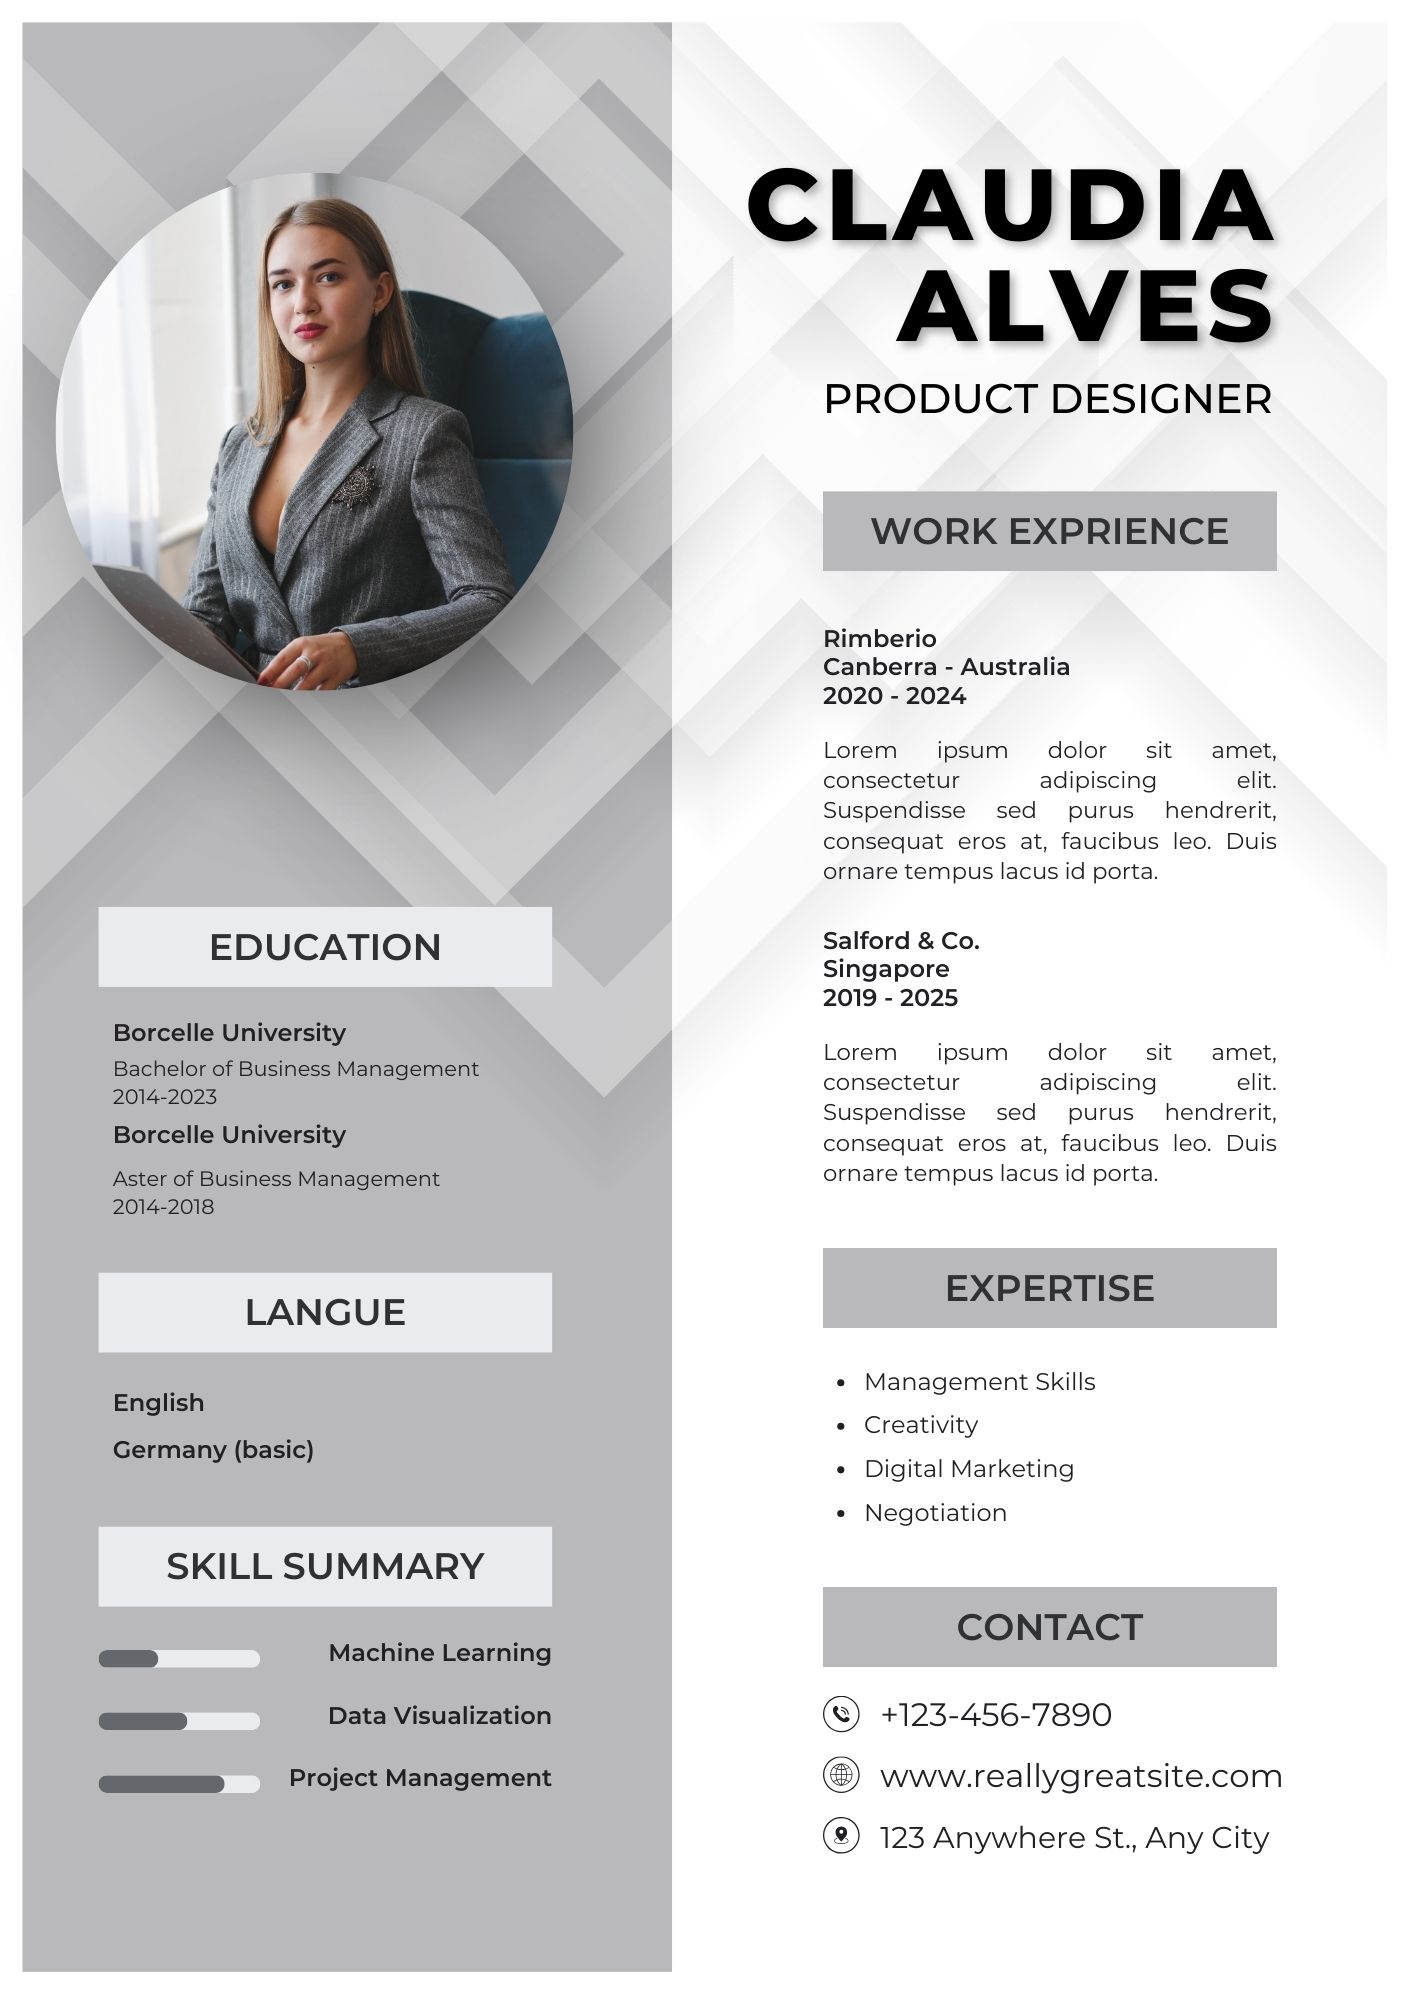 CLAUDIA
ALVES
PRODUCT DESIGNER
WORK EXPRIENCE
Rimberio
Canberra - Australia
2020 - 2024
Lorem ipsum dolor sit amet,
consectetur adipiscing elit.
Suspendisse sed purus hendrerit,
consequat eros at, faucibus leo. Duis
ornare tempus lacus id porta.
Salford & Co.
Singapore
2019 - 2025
Lorem ipsum dolor sit amet,
consectetur adipiscing elit.
Suspendisse sed purus hendrerit,
consequat eros at, faucibus leo. Duis
ornare tempus lacus id porta.
EXPERTISE
• Management Skills
• Creativity
• Digital Marketing
• Negotiation
CONTACT
+123-456-7890
www.reallygreatsite.com
123 Anywhere St., Any City
EDUCATION
Borcelle University
Bachelor of Business Management
2014-2023
Borcelle University
Aster of Business Management
2014-2018
LANGUE
English
Germany (basic)
SKILL SUMMARY
Machine Learning
Data Visualization
Project Management